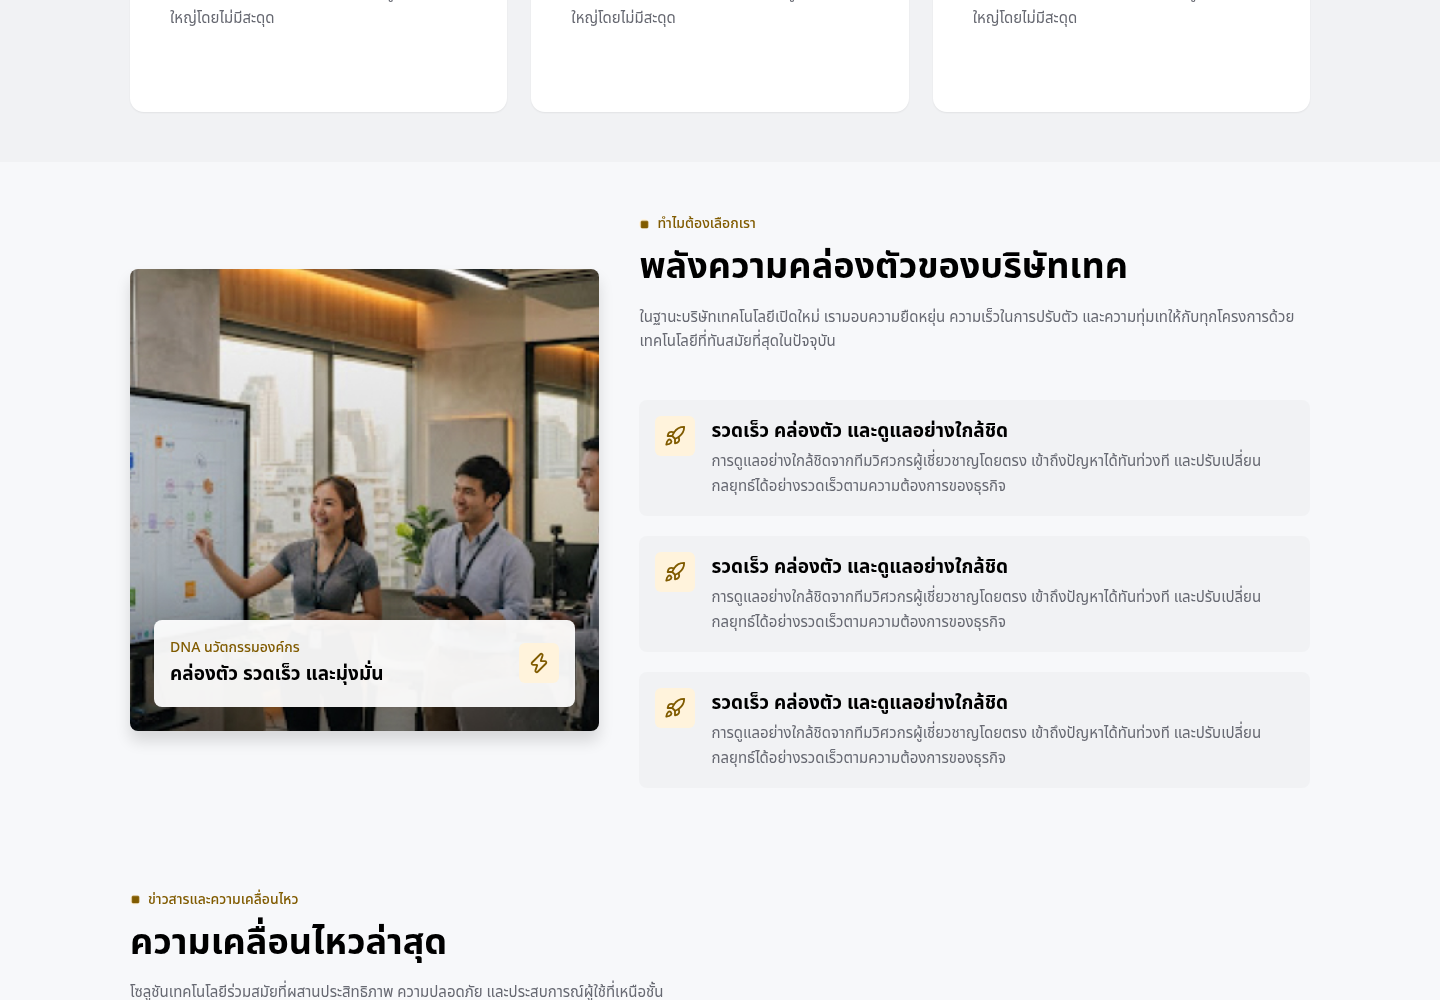 ใหญ่โดยไม่มีสะดุด
ใหญ่โดยไม่มีสะดุด
ใหญ่โดยไม่มีสะดุด
ทำไมต้องเลือกเรา
พลังความคล่องตัวของบริษัทเทค
ในฐานะบริษัทเทคโนโลยีเปิดใหม่ เรามอบความยืดหยุ่น ความเร็วในการปรับตัว และความทุ่มเทให้กับทุกโครงการด้วย
เทคโนโลยีที่ทันสมัยที่สุดในปัจจุบัน
DNA นวัตกรรมองค์กร
คล่องตัว รวดเร็ว และมุ่งมั่น
รวดเร็ว คล่องตัว และดูแลอย่างใกล้ชิด
การดูแลอย่างใกล้ชิดจากทีมวิศวกรผู้เชี่ยวชาญโดยตรง เข้าถึงปัญหาได้ทันท่วงที และปรับเปลี่ยน
กลยุทธ์ได้อย่างรวดเร็วตามความต้องการของธุรกิจ
รวดเร็ว คล่องตัว และดูแลอย่างใกล้ชิด
การดูแลอย่างใกล้ชิดจากทีมวิศวกรผู้เชี่ยวชาญโดยตรง เข้าถึงปัญหาได้ทันท่วงที และปรับเปลี่ยน
กลยุทธ์ได้อย่างรวดเร็วตามความต้องการของธุรกิจ
รวดเร็ว คล่องตัว และดูแลอย่างใกล้ชิด
การดูแลอย่างใกล้ชิดจากทีมวิศวกรผู้เชี่ยวชาญโดยตรง เข้าถึงปัญหาได้ทันท่วงที และปรับเปลี่ยน
กลยุทธ์ได้อย่างรวดเร็วตามความต้องการของธุรกิจ
ข่าวสารและความเคลื่อนไหว
ความเคลื่อนไหวล่าสุด
โซลูชันเทคโนโลยีร่วมสมัยที่ผสานประสิทธิภาพ ความปลอดภัย และประสบการณ์ผู้ใช้ที่เหนือชั้น